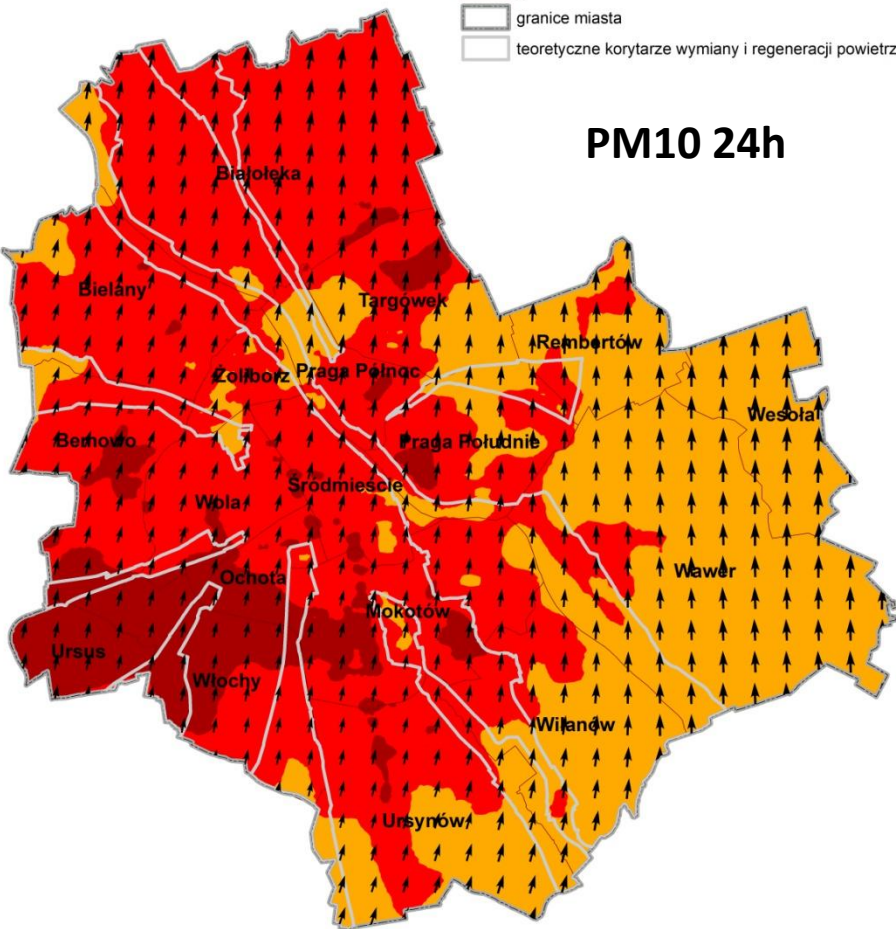 granice miasta
teoretyczne korytarze wymiany i regeneracji powietrz
PM10 24h
Białołęka
Bielany
Targówek
Rembertów
Żoliborz
Praga Północ
Wesoła
Bemowo
Praga Południe
Śródmieście
Wola
Ochota
Wawer
Mokotów
Ursus
Włochy
Wilanów
Ursynów